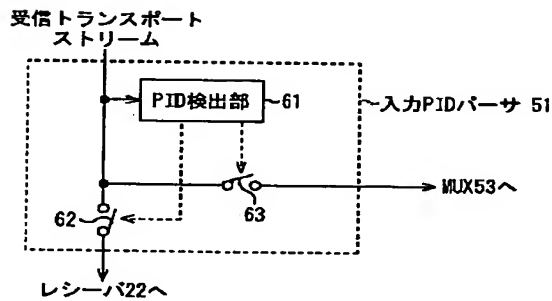 受信トランスポート
ストリーム
PID検出部
61
入力PIDパーサ 51
MUX53へ
62
63
レシーバ22へ